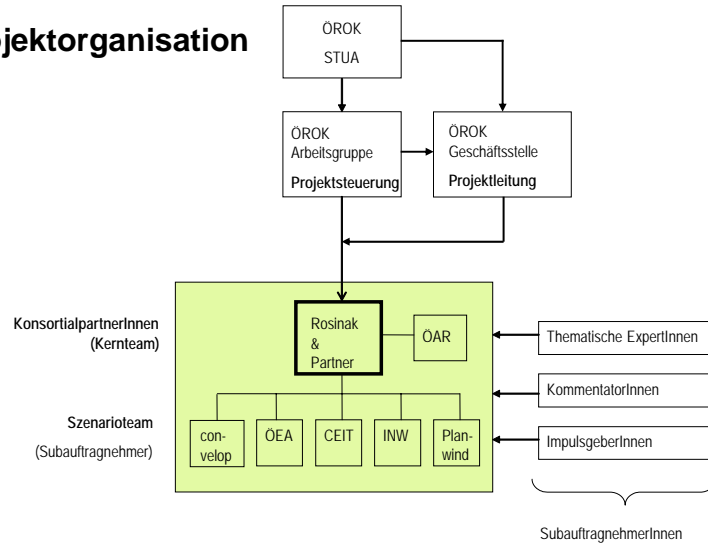 jektorganisation
ÖROK
STUA
ÖROK
Arbeitsgruppe
Projektsteuerung
ÖROK
Geschäftsstelle
Projektleitung
KonsortialpartnerInnen
(Kernteam)
Rosinak
&
Partner
ÖAR
Thematische ExpertInnen
KommentatorInnen
Szenarioteam
(Subauftragnehmer)
con-
velop
ÖEA
CEIT
INW
Plan-
wind
ImpulsgeberInnen
SubauftragnehmerInnen